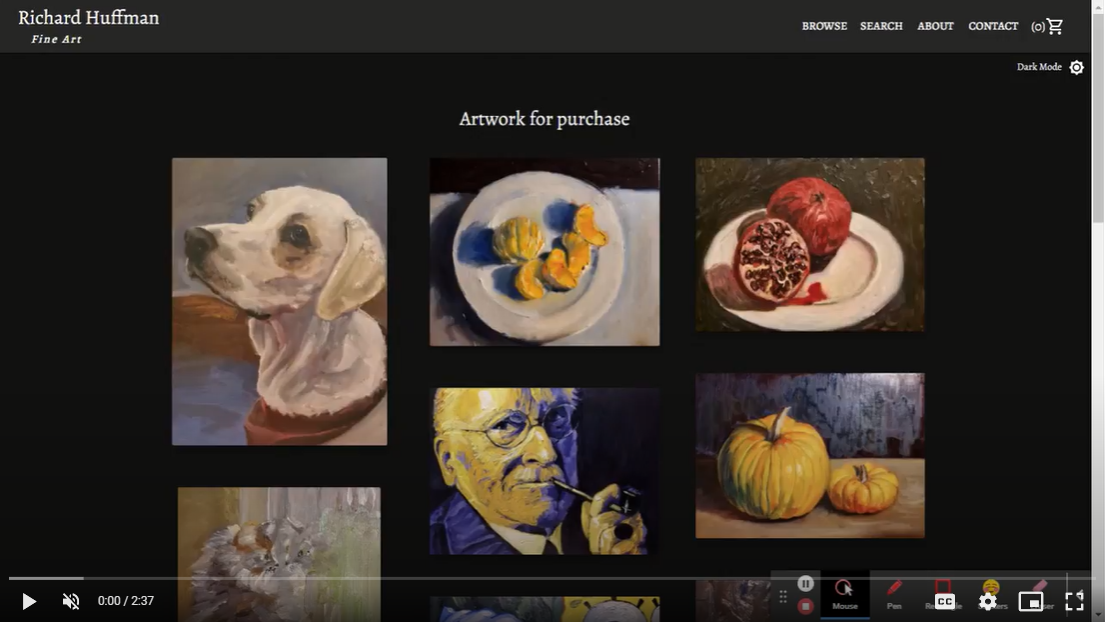 Richard Huffman
Fine Art
BROWSE SEARCH ABOUT CONTACT (0)
Dark Mode
Artwork for purchase
0:00 / 2:37
Mouse
Pen
CC